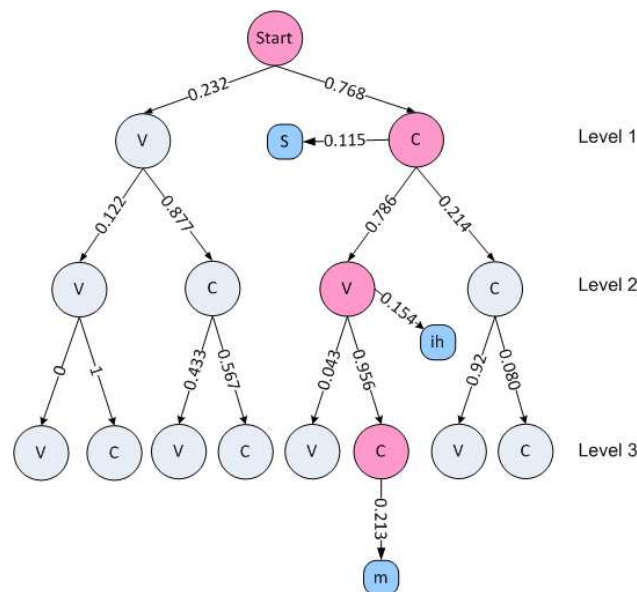 Start
0.232 0.768
V S 0.115 C Level 1
0.122 0.877 0.786 0.214
V C V C Level 2
0.154
ih
0 1 0.433 0.567 0.043 0.956 0.92 0.080
V C V C V C V C Level 3
0.213
m